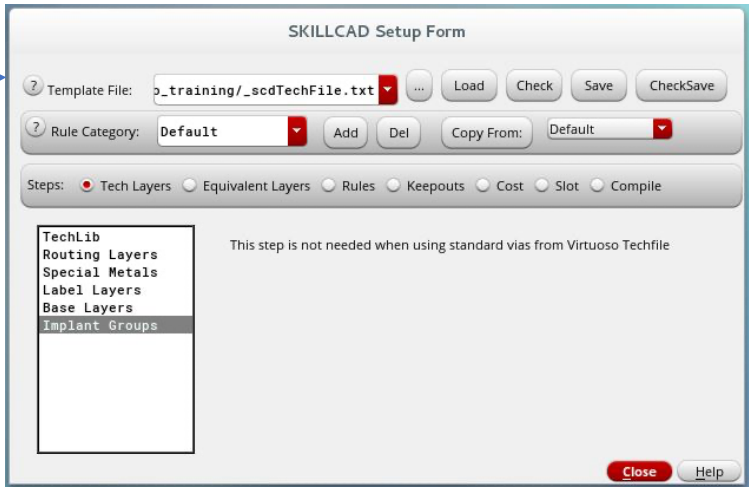 SKILLCAD Setup Form
? Template File: o_training/_scdTechFile.txt ... Load Check Save CheckSave
? Rule Category: Default Add Del Copy From: Default
Steps: Tech Layers Equivalent Layers Rules Keepouts Cost Slot Compile
TechLib
Routing Layers
Special Metals
Label Layers
Base Layers
Implant Groups
This step is not needed when using standard vias from Virtuoso Techfile
Close Help